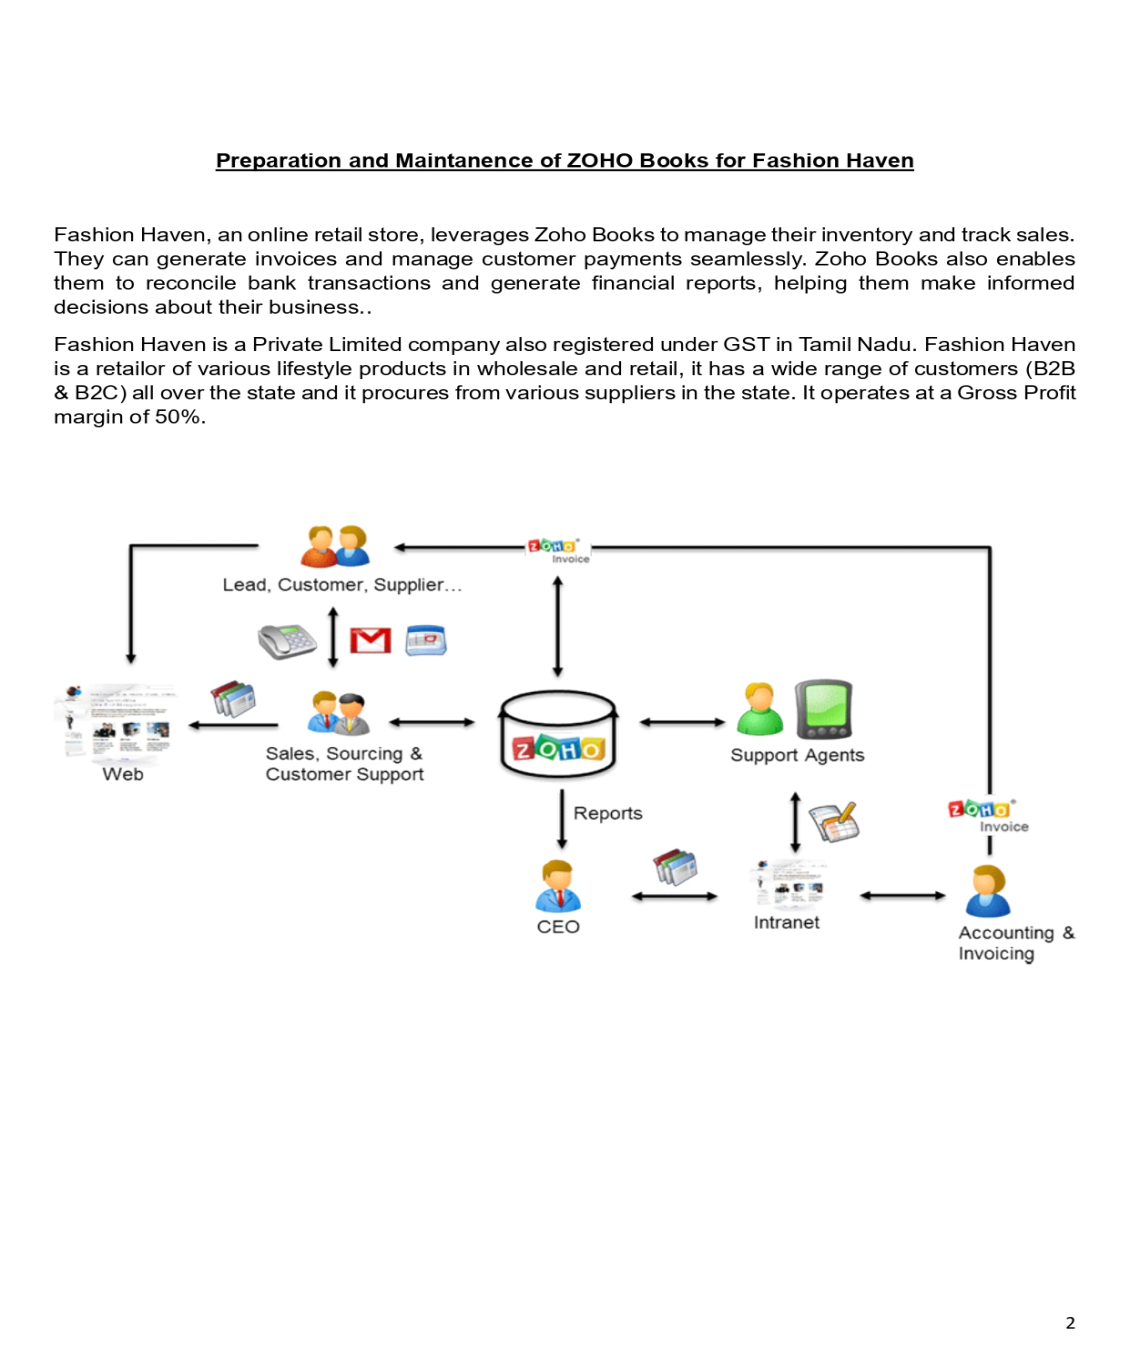 Preparation and Maintanence of ZOHO Books for Fashion Haven
Fashion Haven, an online retail store, leverages Zoho Books to manage their inventory and track sales.
They can generate invoices and manage customer payments seamlessly. Zoho Books also enables
them to reconcile bank transactions and generate financial reports, helping them make informed
decisions about their business..
Fashion Haven is a Private Limited company also registered under GST in Tamil Nadu. Fashion Haven
is a retailor of various lifestyle products in wholesale and retail, it has a wide range of customers (B2B
& B2C) all over the state and it procures from various suppliers in the state. It operates at a Gross Profit
margin of 50%.
ZOHO
Invoice
Lead, Customer, Supplier...
Web
Sales, Sourcing &
Customer Support
ZOHO
Support Agents
Reports
ZOHO
Invoice
CEO
Intranet
Accounting &
Invoicing
2